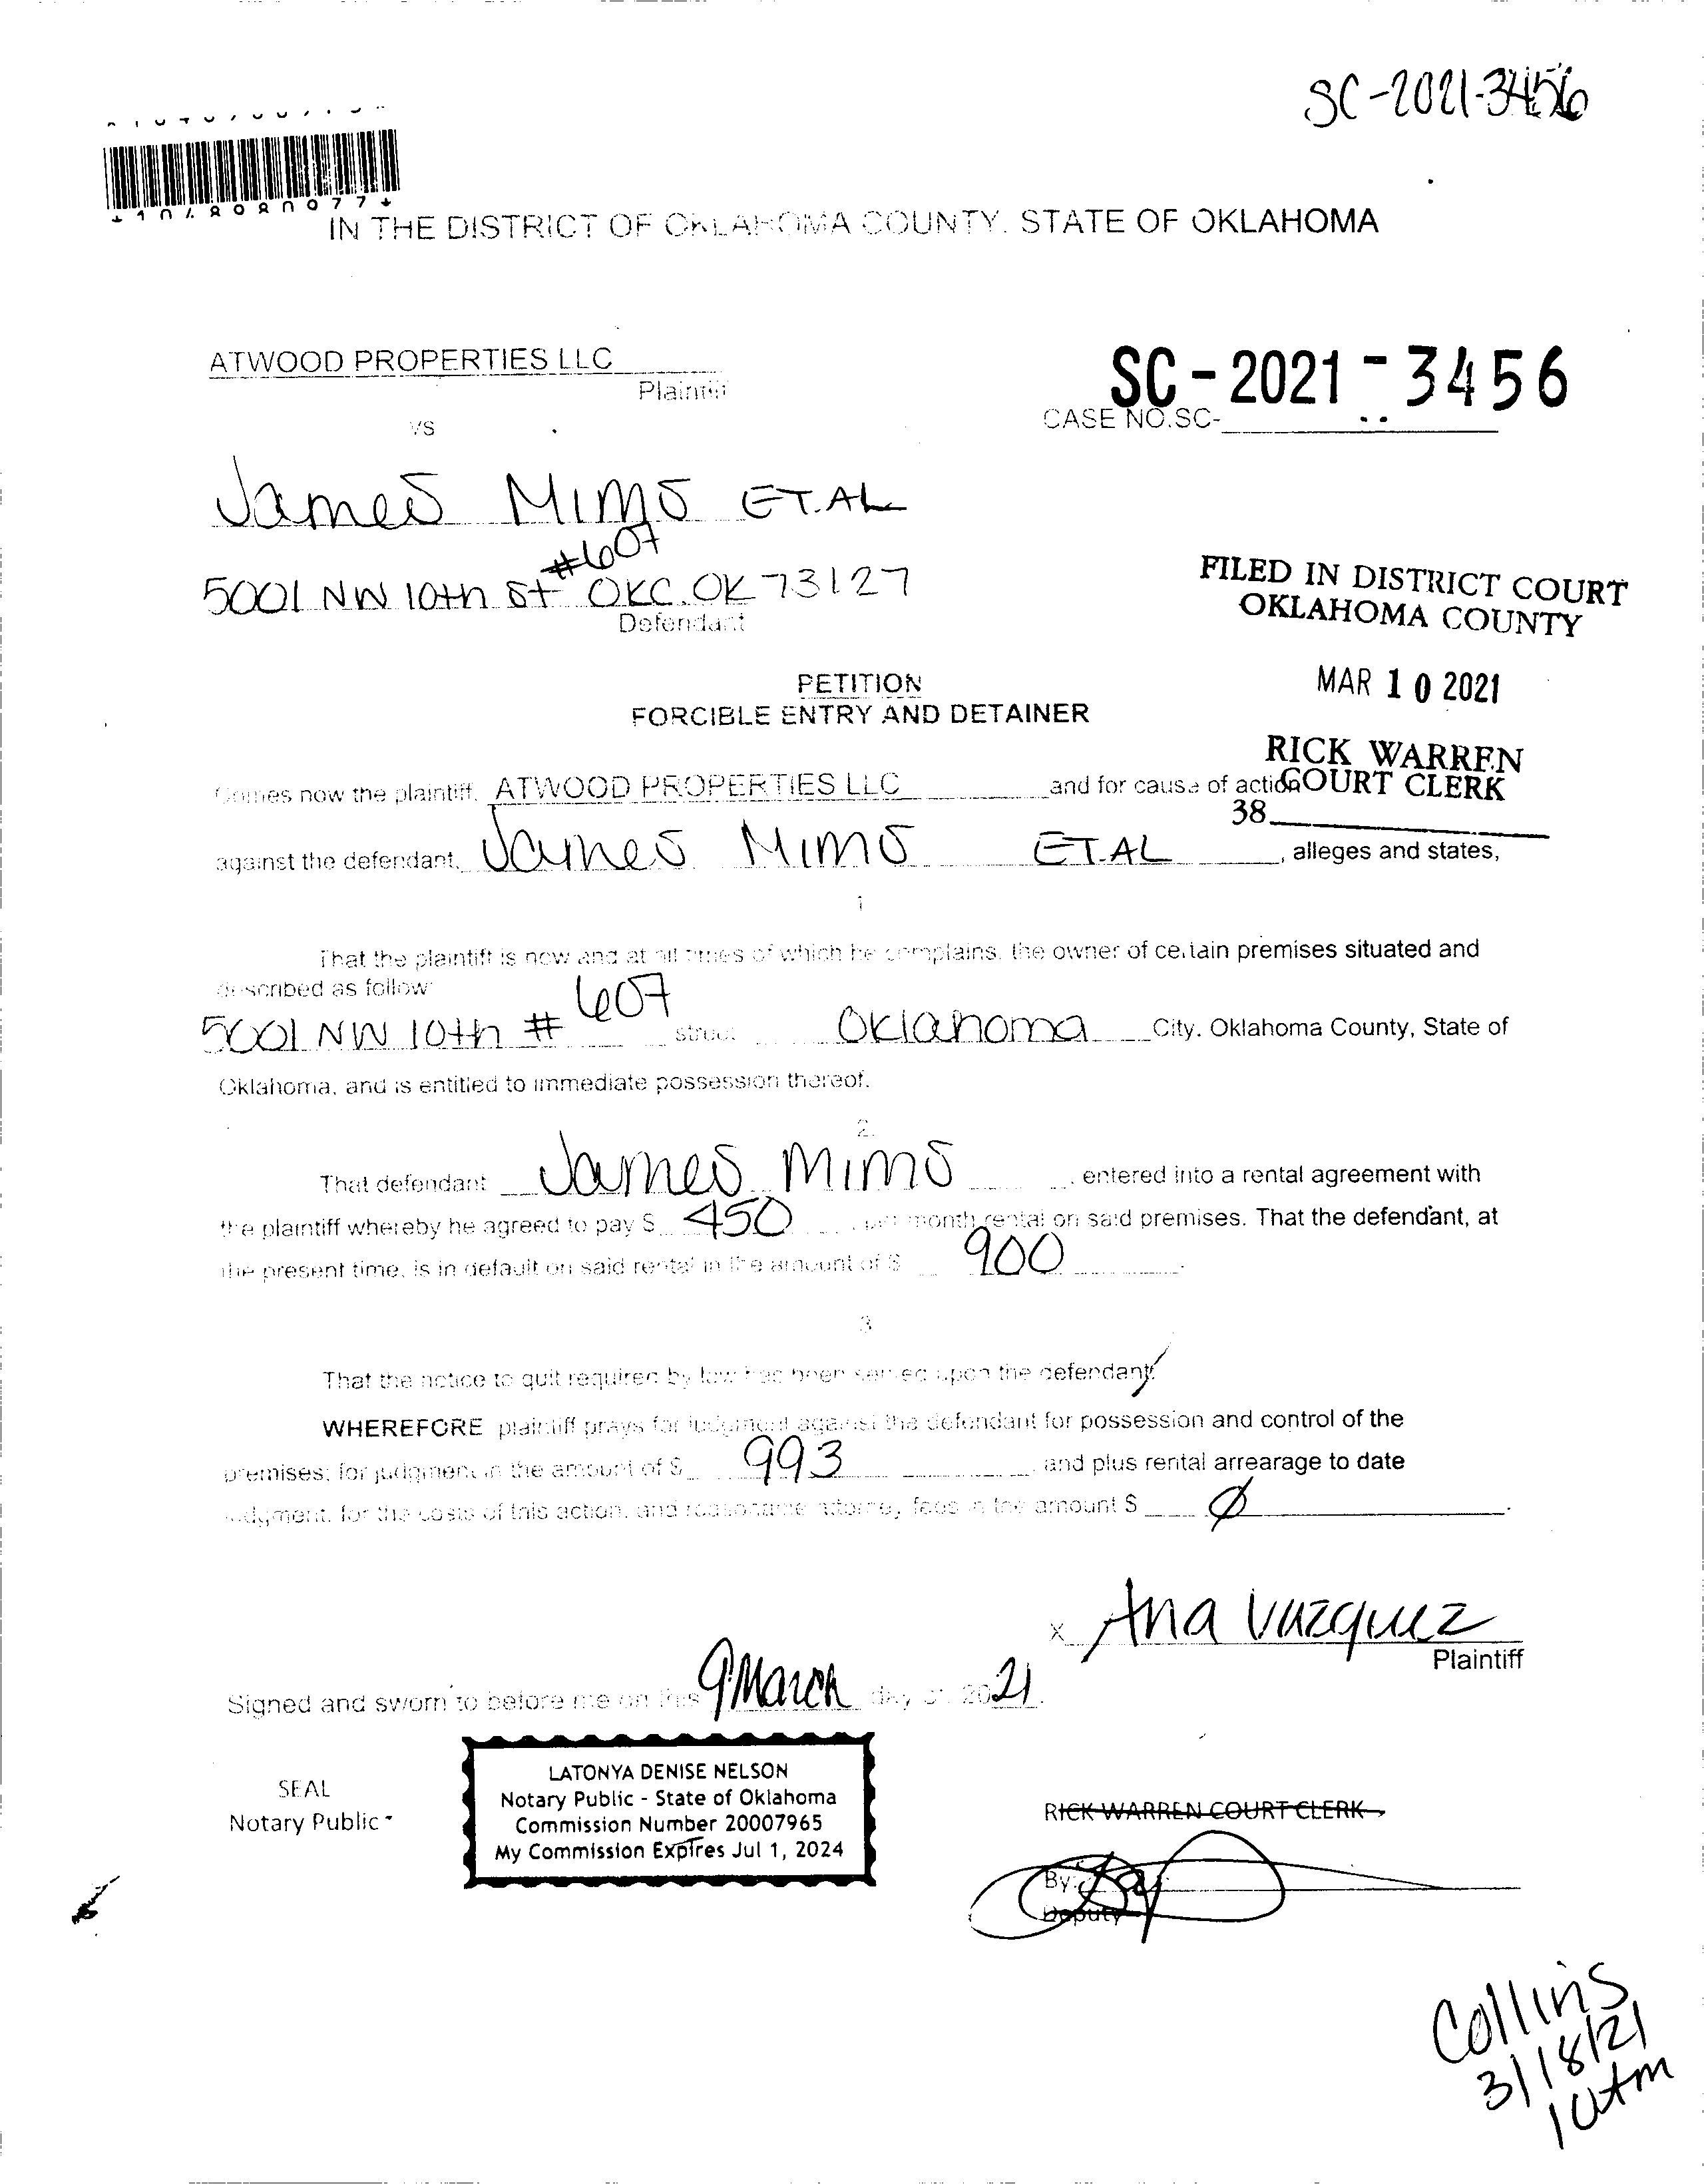 SC-2021-3456
IN THE DISTRICT OF OKLAHOMA COUNTY. STATE OF OKLAHOMA
ATWOOD PROPERTIES LLC
Plaintiff
SC-2021-3456
CASE NO.SC-
VS
James Mims ET.AL
#607
5001 NW 10th St OKC.OK 73127
Defendant
FILED IN DISTRICT COURT
OKLAHOMA COUNTY
PETITION
MAR 10 2021
FORCIBLE ENTRY AND DETAINER
RICK WARREN
COURT CLERK
Comes now the plaintiff, ATWOOD PROPERTIES LLC and for cause of action
38
against the defendant, James Mims ET.AL , alleges and states,
1
That the plaintiff is now and at all times of which he complains, the owner of certain premises situated and
described as follow
5001 NW 10th # 607 street Oklahoma City. Oklahoma County, State of
Oklahoma, and is entitled to immediate possession thereof.
2.
That defendant James Mims , entered into a rental agreement with
the plaintiff whereby he agreed to pay $ 450 per month rental on said premises. That the defendant, at
the present time, is in default on said rental in the amount of $ 900.
3
That the notice to quit required by law has been served upon the defendant.
WHEREFORE plaintiff prays for judgment against the defendant for possession and control of the
premises; for judgment in the amount of $ 993 and plus rental arrearage to date
judgment, for the costs of this action, and reasonable attorney fees in the amount $ Ø.
x Ana Vazquez
Plaintiff
Signed and sworn to before me on this 9 March day of 2021.
SEAL
Notary Public
LATONYA DENISE NELSON
Notary Public - State of Oklahoma
Commission Number 20007965
My Commission Expires Jul 1, 2024
RICK WARREN COURT CLERK
By:
Deputy
Collins
3/18/21
10Am